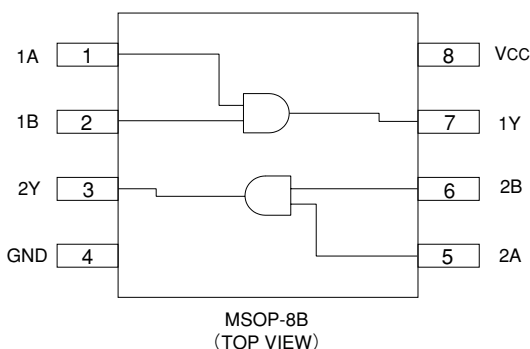 1A 1 8 VCC
1B 2 7 1Y
2Y 3 6 2B
GND 4 5 2A
MSOP-8B
(TOP VIEW)